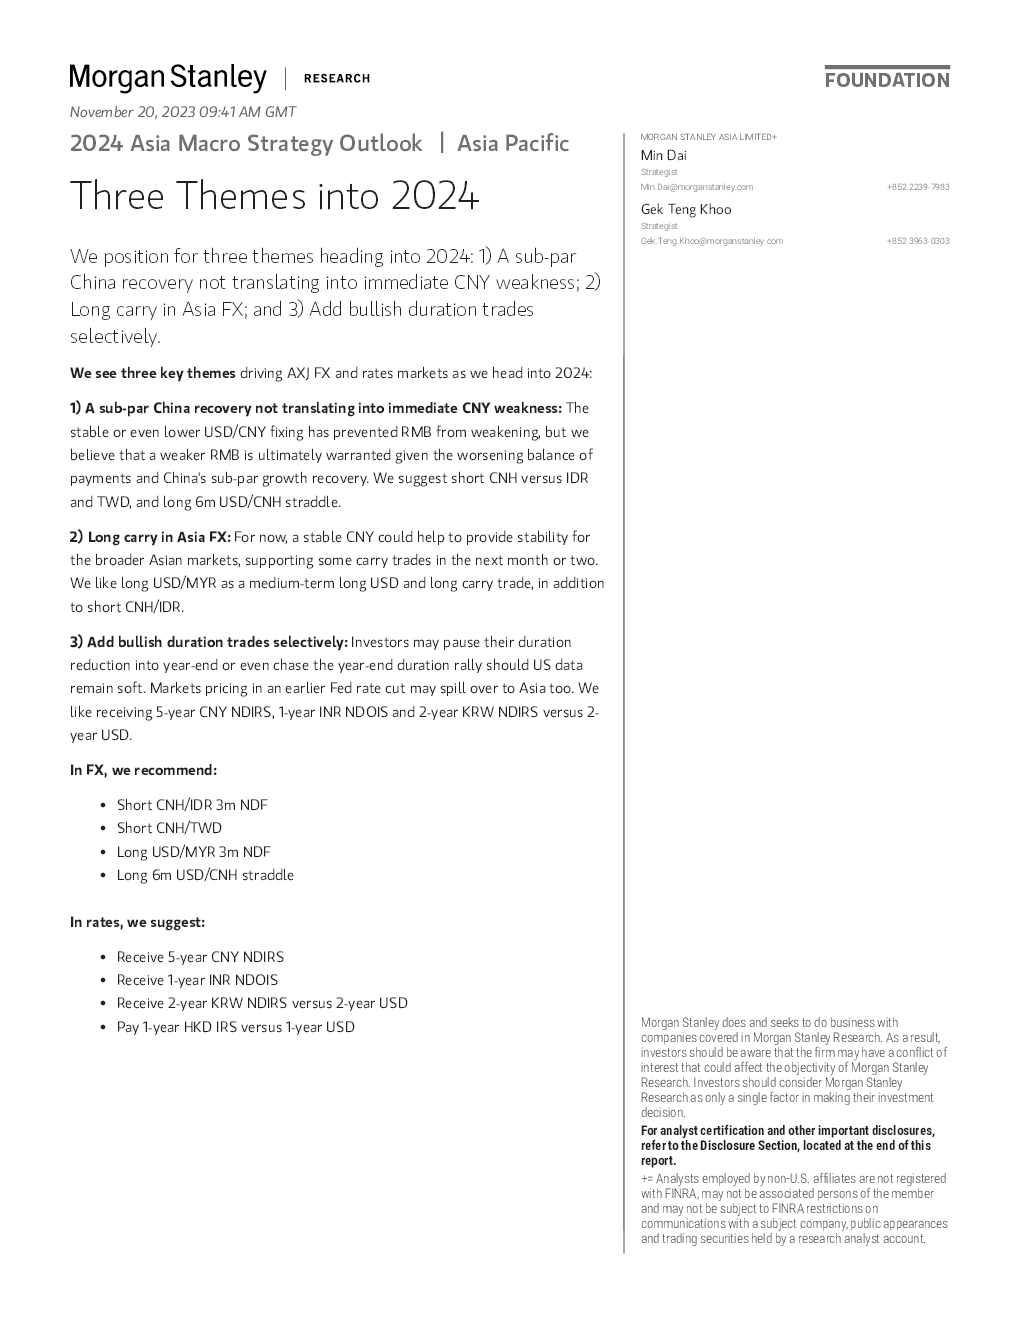 Morgan Stanley | RESEARCH
FOUNDATION
November 20, 2023 09:41 AM GMT
2024 Asia Macro Strategy Outlook | Asia Pacific
Three Themes into 2024
We position for three themes heading into 2024: 1) A sub-par
China recovery not translating into immediate CNY weakness; 2)
Long carry in Asia FX; and 3) Add bullish duration trades
selectively.
We see three key themes driving AXJ FX and rates markets as we head into 2024:
1) A sub-par China recovery not translating into immediate CNY weakness: The
stable or even lower USD/CNY fixing has prevented RMB from weakening, but we
believe that a weaker RMB is ultimately warranted given the worsening balance of
payments and China's sub-par growth recovery. We suggest short CNH versus IDR
and TWD, and long 6m USD/CNH straddle.
2) Long carry in Asia FX: For now, a stable CNY could help to provide stability for
the broader Asian markets, supporting some carry trades in the next month or two.
We like long USD/MYR as a medium-term long USD and long carry trade, in addition
to short CNH/IDR.
3) Add bullish duration trades selectively: Investors may pause their duration
reduction into year-end or even chase the year-end duration rally should US data
remain soft. Markets pricing in an earlier Fed rate cut may spill over to Asia too. We
like receiving 5-year CNY NDIRS, 1-year INR NDOIS and 2-year KRW NDIRS versus 2-
year USD.
In FX, we recommend:
• Short CNH/IDR 3m NDF
• Short CNH/TWD
• Long USD/MYR 3m NDF
• Long 6m USD/CNH straddle
In rates, we suggest:
• Receive 5-year CNY NDIRS
• Receive 1-year INR NDOIS
• Receive 2-year KRW NDIRS versus 2-year USD
• Pay 1-year HKD IRS versus 1-year USD
MORGAN STANLEY ASIA LIMITED+
Min Dai
Strategist
Min.Dai@morganstanley.com +852 2239-7983
Gek Teng Khoo
Strategist
Gek.Teng.Khoo@morganstanley.com +852 3963-0303
Morgan Stanley does and seeks to do business with
companies covered in Morgan Stanley Research. As a result,
investors should be aware that the firm may have a conflict of
interest that could affect the objectivity of Morgan Stanley
Research. Investors should consider Morgan Stanley
Research as only a single factor in making their investment
decision.
For analyst certification and other important disclosures,
refer to the Disclosure Section, located at the end of this
report.
+= Analysts employed by non-U.S. affiliates are not registered
with FINRA, may not be associated persons of the member
and may not be subject to FINRA restrictions on
communications with a subject company, public appearances
and trading securities held by a research analyst account.